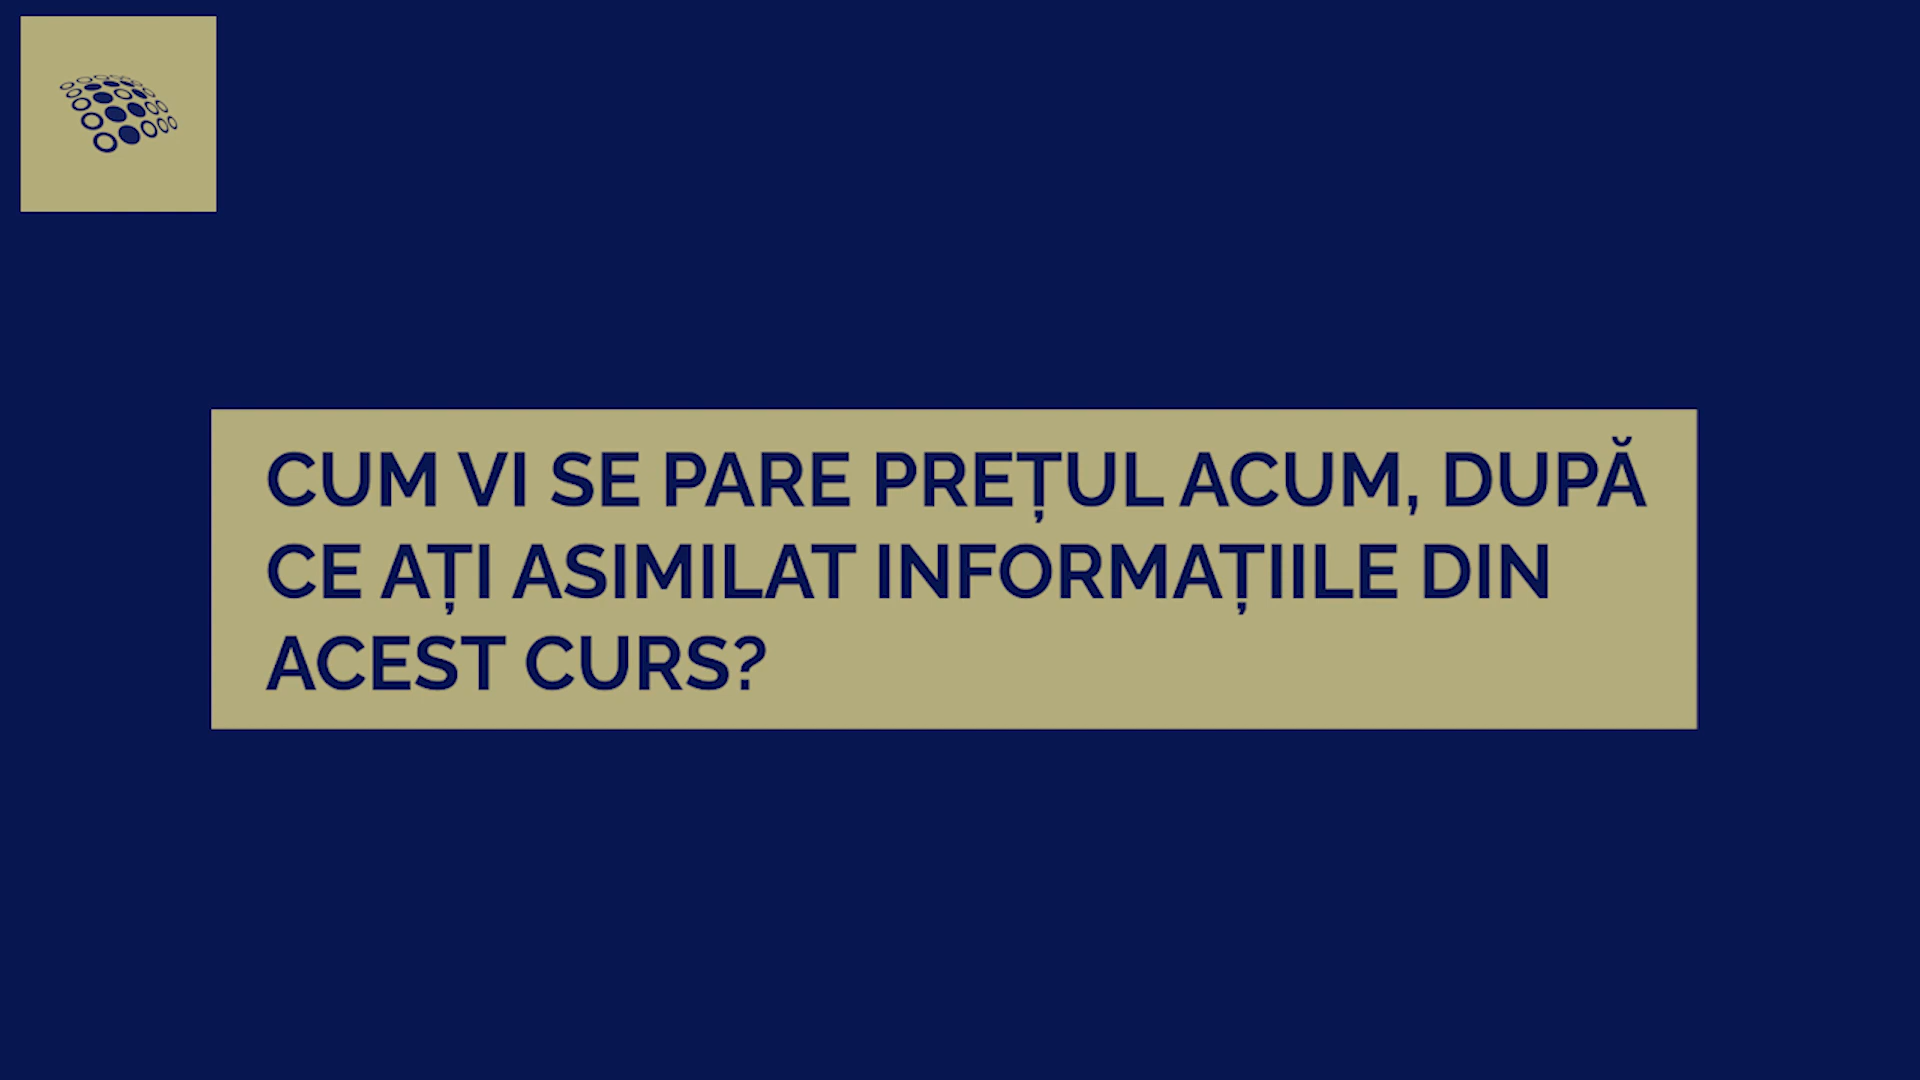 CUM VI SE PARE PREȚUL ACUM, DUPĂ
CE AȚI ASIMILAT INFORMAȚIILE DIN
ACEST CURS?